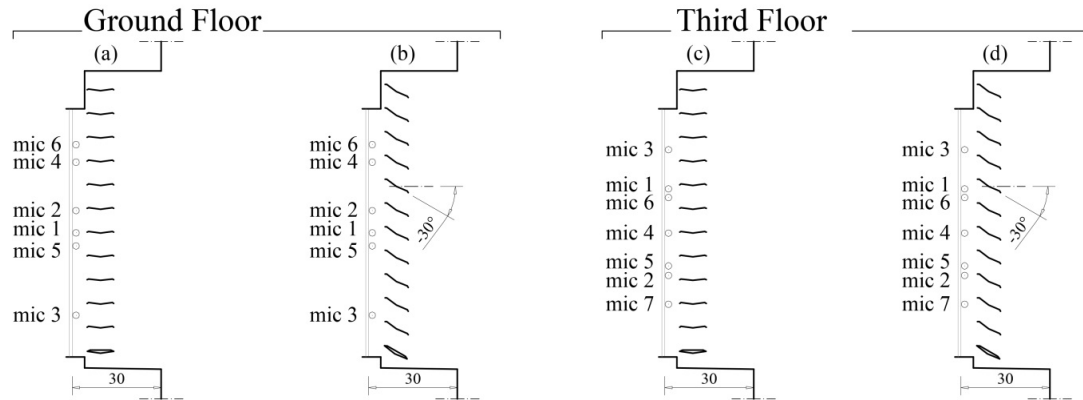 Ground Floor
Third Floor
(a)
(b)
(c)
(d)
mic 6
mic 4
mic 2
mic 1
mic 5
mic 3
30
mic 6
mic 4
mic 2
mic 1
mic 5
mic 3
-30°
30
mic 3
mic 1
mic 6
mic 4
mic 5
mic 2
mic 7
30
mic 3
mic 1
mic 6
mic 4
mic 5
mic 2
mic 7
-30°
30